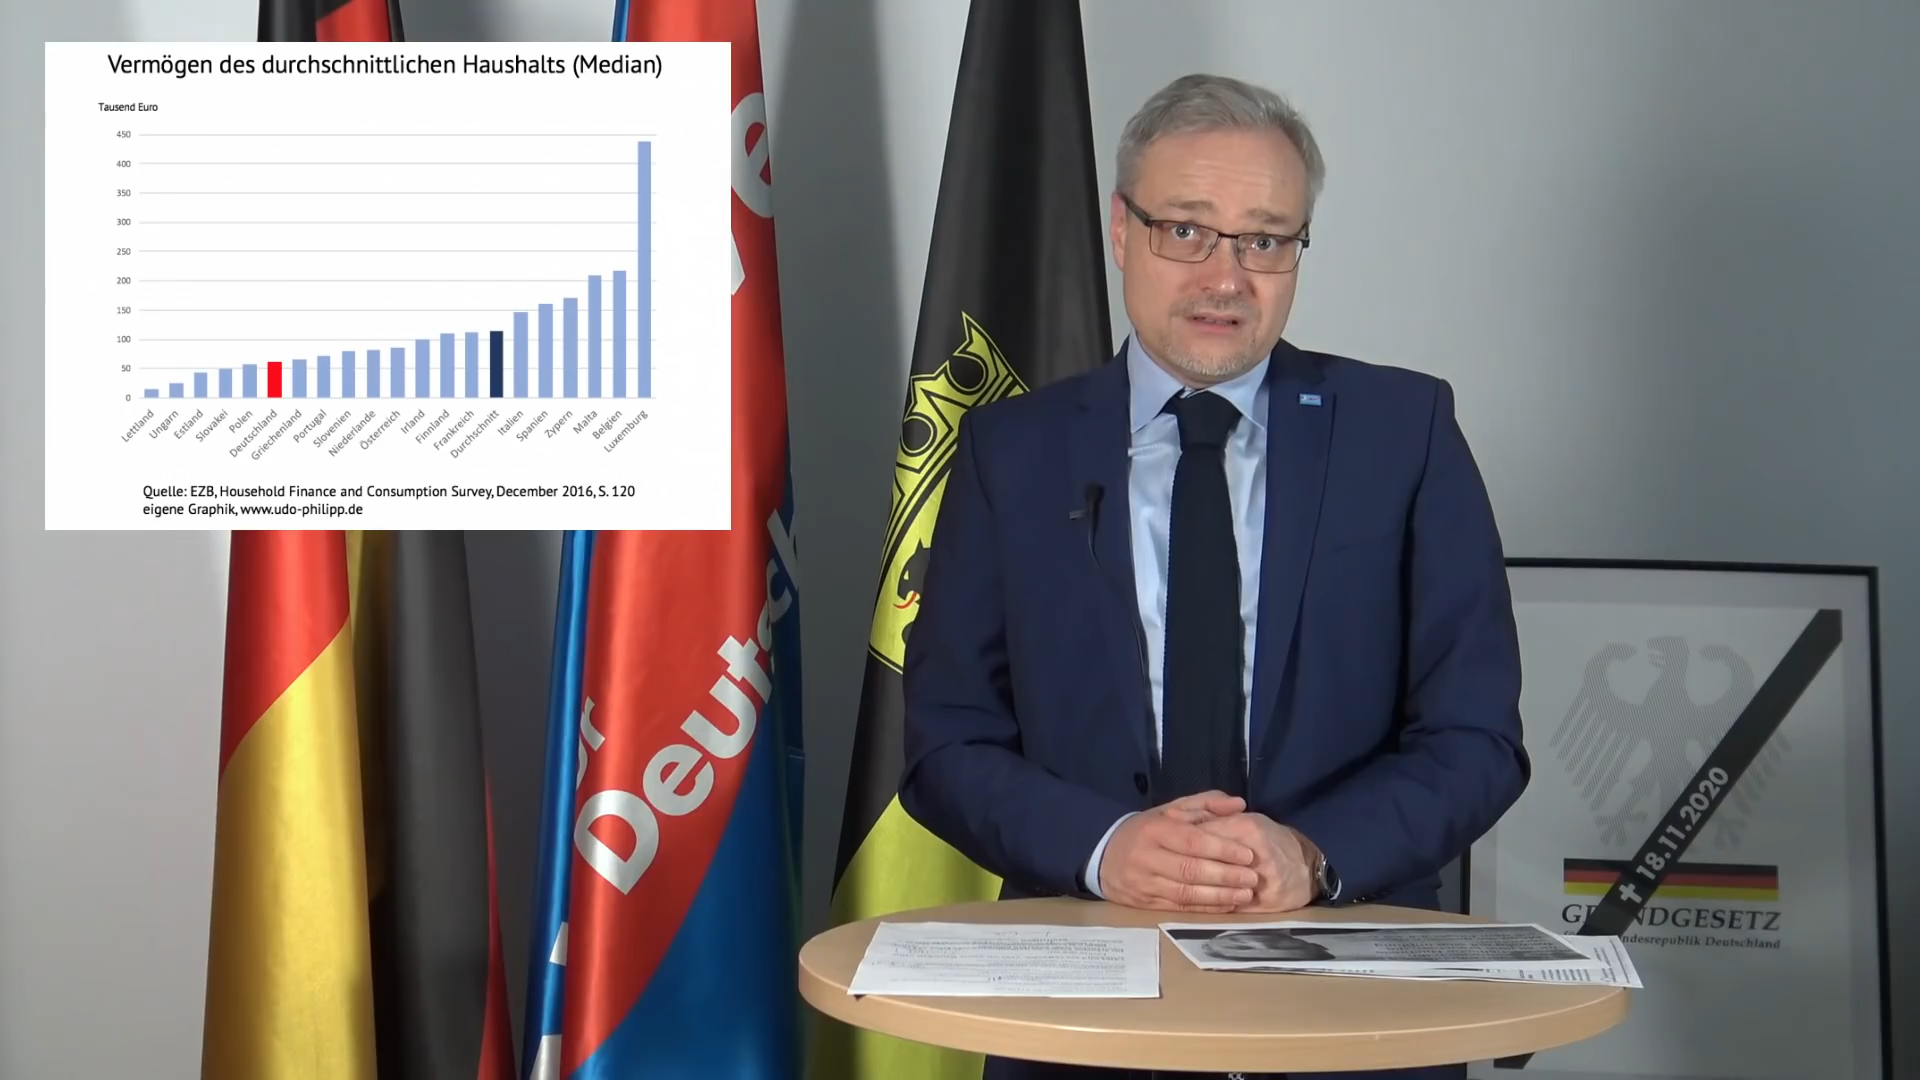 Vermögen des durchschnittlichen Haushalts (Median)
Tausend Euro
450
400
350
300
250
200
150
100
50
0
Lettland
Ungarn
Estland
Slovakei
Polen
Deutschland
Griechenland
Portugal
Slovenien
Niederlande
Österreich
Irland
Finnland
Frankreich
Durchschnitt
Italien
Spanien
Zypern
Malta
Belgien
Luxemburg
Quelle: EZB, Household Finance and Consumption Survey, December 2016, S. 120
eigene Graphik, www.udo-philipp.de
Deutsch
18.11.2020
ndesrepublik Deutschland